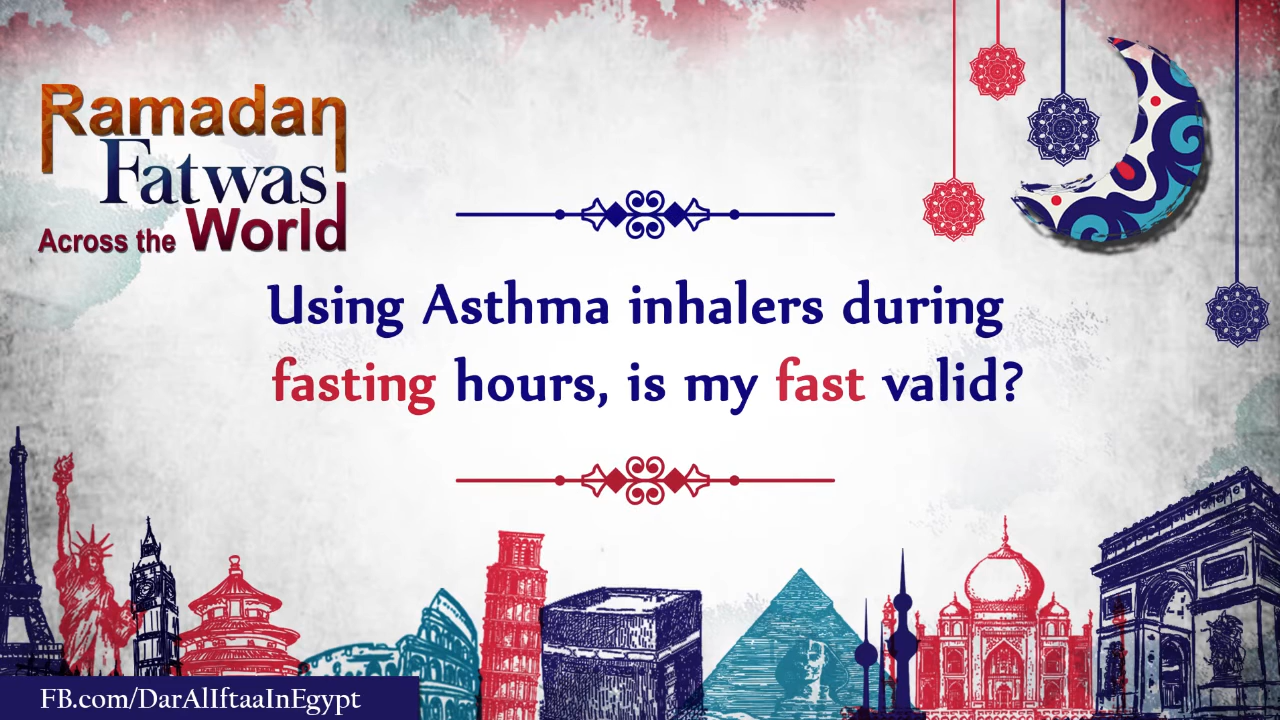 Ramadan
Fatwas
Across the World
Using Asthma inhalers during
fasting hours, is my fast valid?
FB.com/DarAlIftaaInEgypt